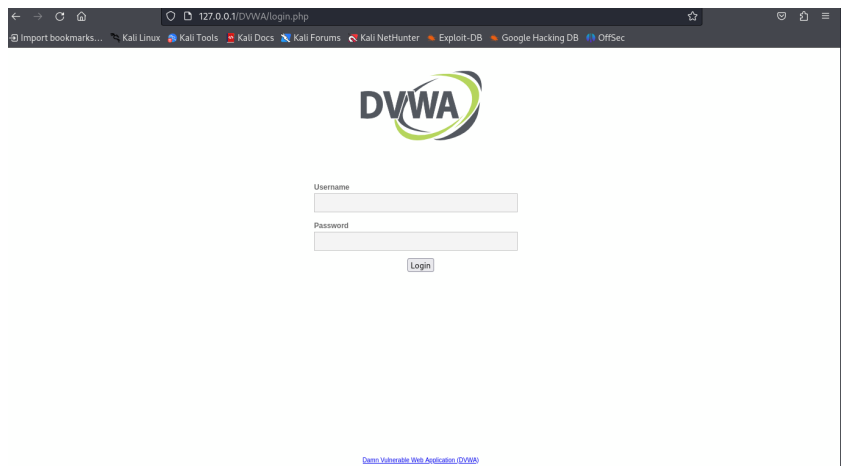 127.0.0.1/DVWA/login.php
Import bookmarks... Kali Linux Kali Tools Kali Docs Kali Forums Kali NetHunter Exploit-DB Google Hacking DB OffSec
DVWA
Username
Password
Login
Damn Vulnerable Web Application (DVWA)